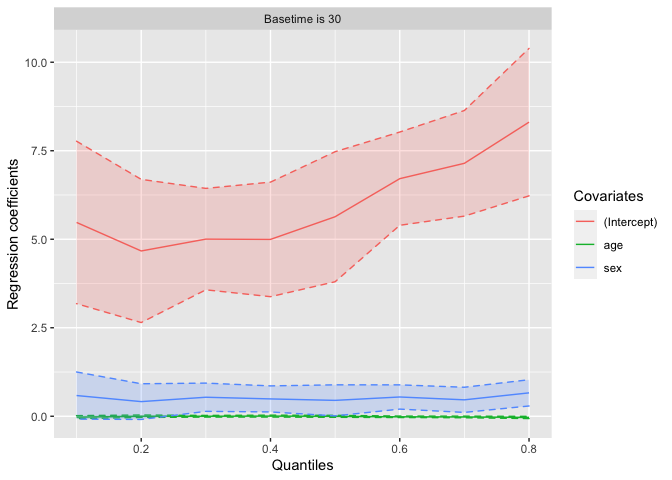 Basetime is 30
10.0
7.5
5.0
2.5
0.0
Regression coefficients
0.2 0.4 0.6 0.8
Quantiles
Covariates
(Intercept)
age
sex